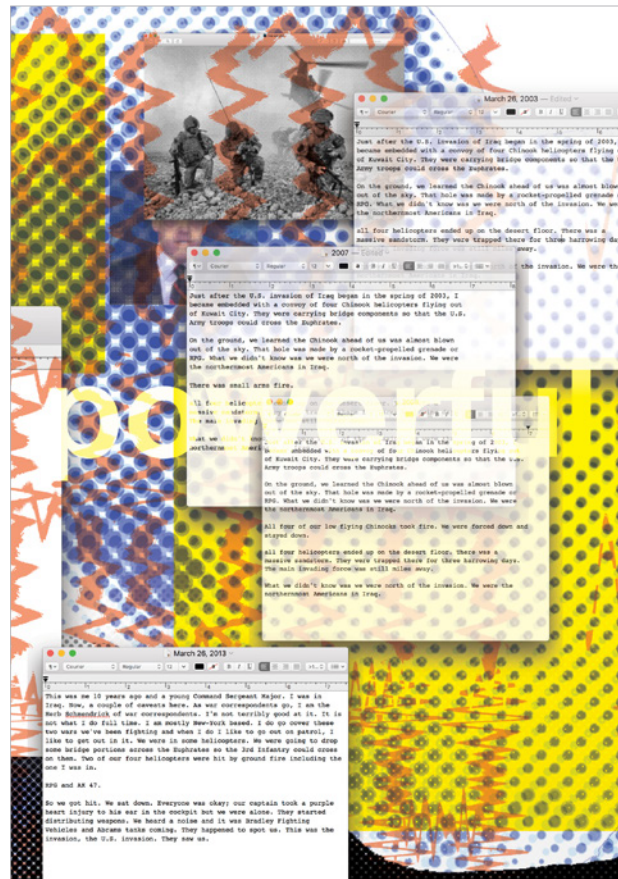 March 26, 2003 — Edited
Courier Regular 12
Just after the U.S. invasion of Iraq began in the spring of 2003, I
became embedded with a convoy of four Chinook helicopters flying
of Kuwait City. They were carrying bridge components so that the
Army troops could cross the Euphrates.
On the ground, we learned the Chinook ahead of us was almost blown
out of the sky. That hole was made by a rocket-propelled grenade
RPG. What we didn't know was we were north of the invasion. We were
the northernmost Americans in Iraq.
all four helicopters ended up on the desert floor. There was a
massive sandstorm. They were trapped there for three harrowing
away.
of the invasion. We were
2007 — Edited
Courier Regular 12
Just after the U.S. invasion of Iraq began in the spring of 2003, I
became embedded with a convoy of four Chinook helicopters flying out
of Kuwait City. They were carrying bridge components so that the U.S.
Army troops could cross the Euphrates.
On the ground, we learned the Chinook ahead of us was almost blown
out of the sky. That hole was made by a rocket-propelled grenade or
RPG. What we didn't know was we were north of the invasion. We were
the northernmost Americans in Iraq.
There was small arms fire.
powerful
in the spring of
of Kuwait City. They were carrying bridge components so that the U.S.
Army troops could cross the Euphrates.
On the ground, we learned the Chinook ahead of us was almost blown
out of the sky. That hole was made by a rocket-propelled grenade or
RPG. What we didn't know was we were north of the invasion. We were
the northernmost Americans in Iraq.
All four of our low flying Chinooks took fire. We were forced down and
stayed down.
all four helicopters ended up on the desert floor. There was a
massive sandstorm. They were trapped there for three harrowing days.
The main invading force was still miles away.
What we didn't know was we were north of the invasion. We were the
northernmost Americans in Iraq.
March 26, 2013
Courier Regular 12
This was me 10 years ago and a young Command Sergeant Major. I was in
Iraq. Now, a couple of caveats here. As war correspondents go, I am the
Herb Schmendrick of war correspondents. I'm not terribly good at it. It is
not what I do full time. I am mostly New-York based. I do go cover these
two wars we've been fighting and when I do I like to go out on patrol, I
like to get out in it. We were in some helicopters. We were going to drop
some bridge portions across the Euphrates so the 3rd Infantry could cross
on them. Two of our four helicopters were hit by ground fire including the
one I was in.
RPG and AK 47.
So we got hit. We sat down. Everyone was okay; our captain took a purple
heart injury to his ear in the cockpit but we were alone. They started
distributing weapons. We heard a noise and it was Bradley Fighting
Vehicles and Abrams tanks coming. They happened to spot us. This was the
invasion, the U.S. invasion. They saw us.